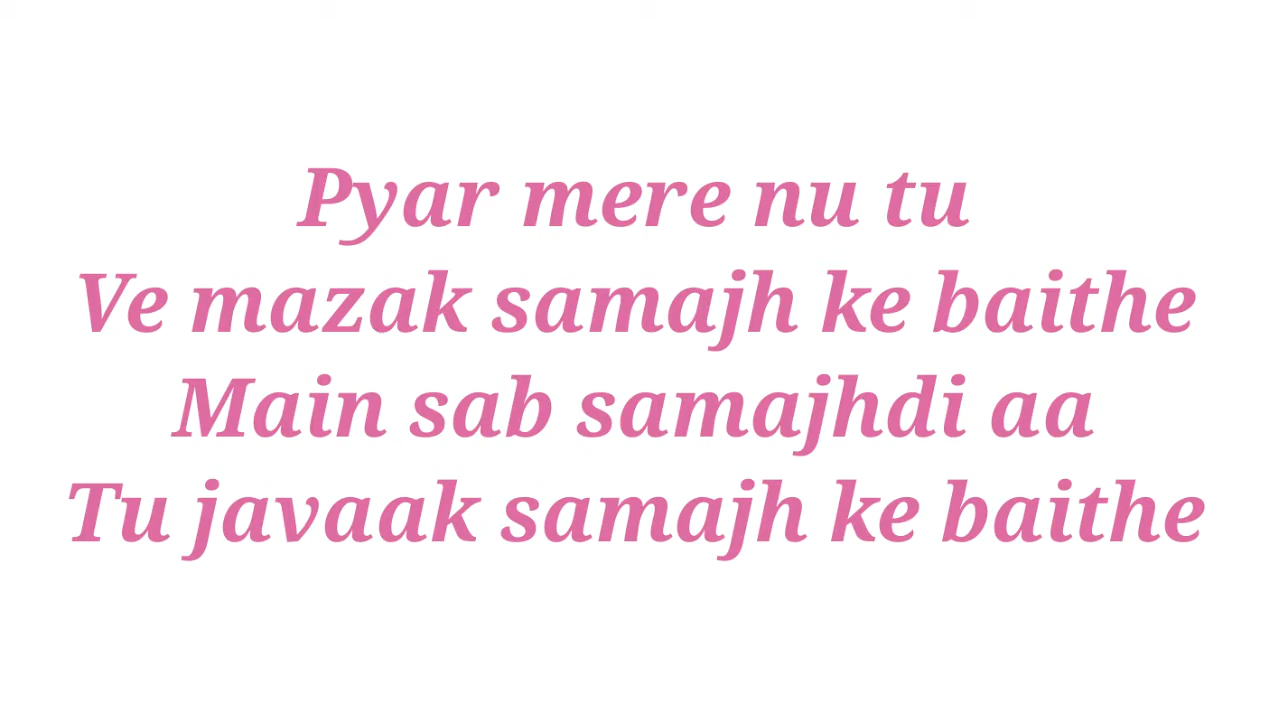 Pyar mere nu tu
Ve mazak samajh ke baithe
Main sab samajhdi aa
Tu javaak samajh ke baithe